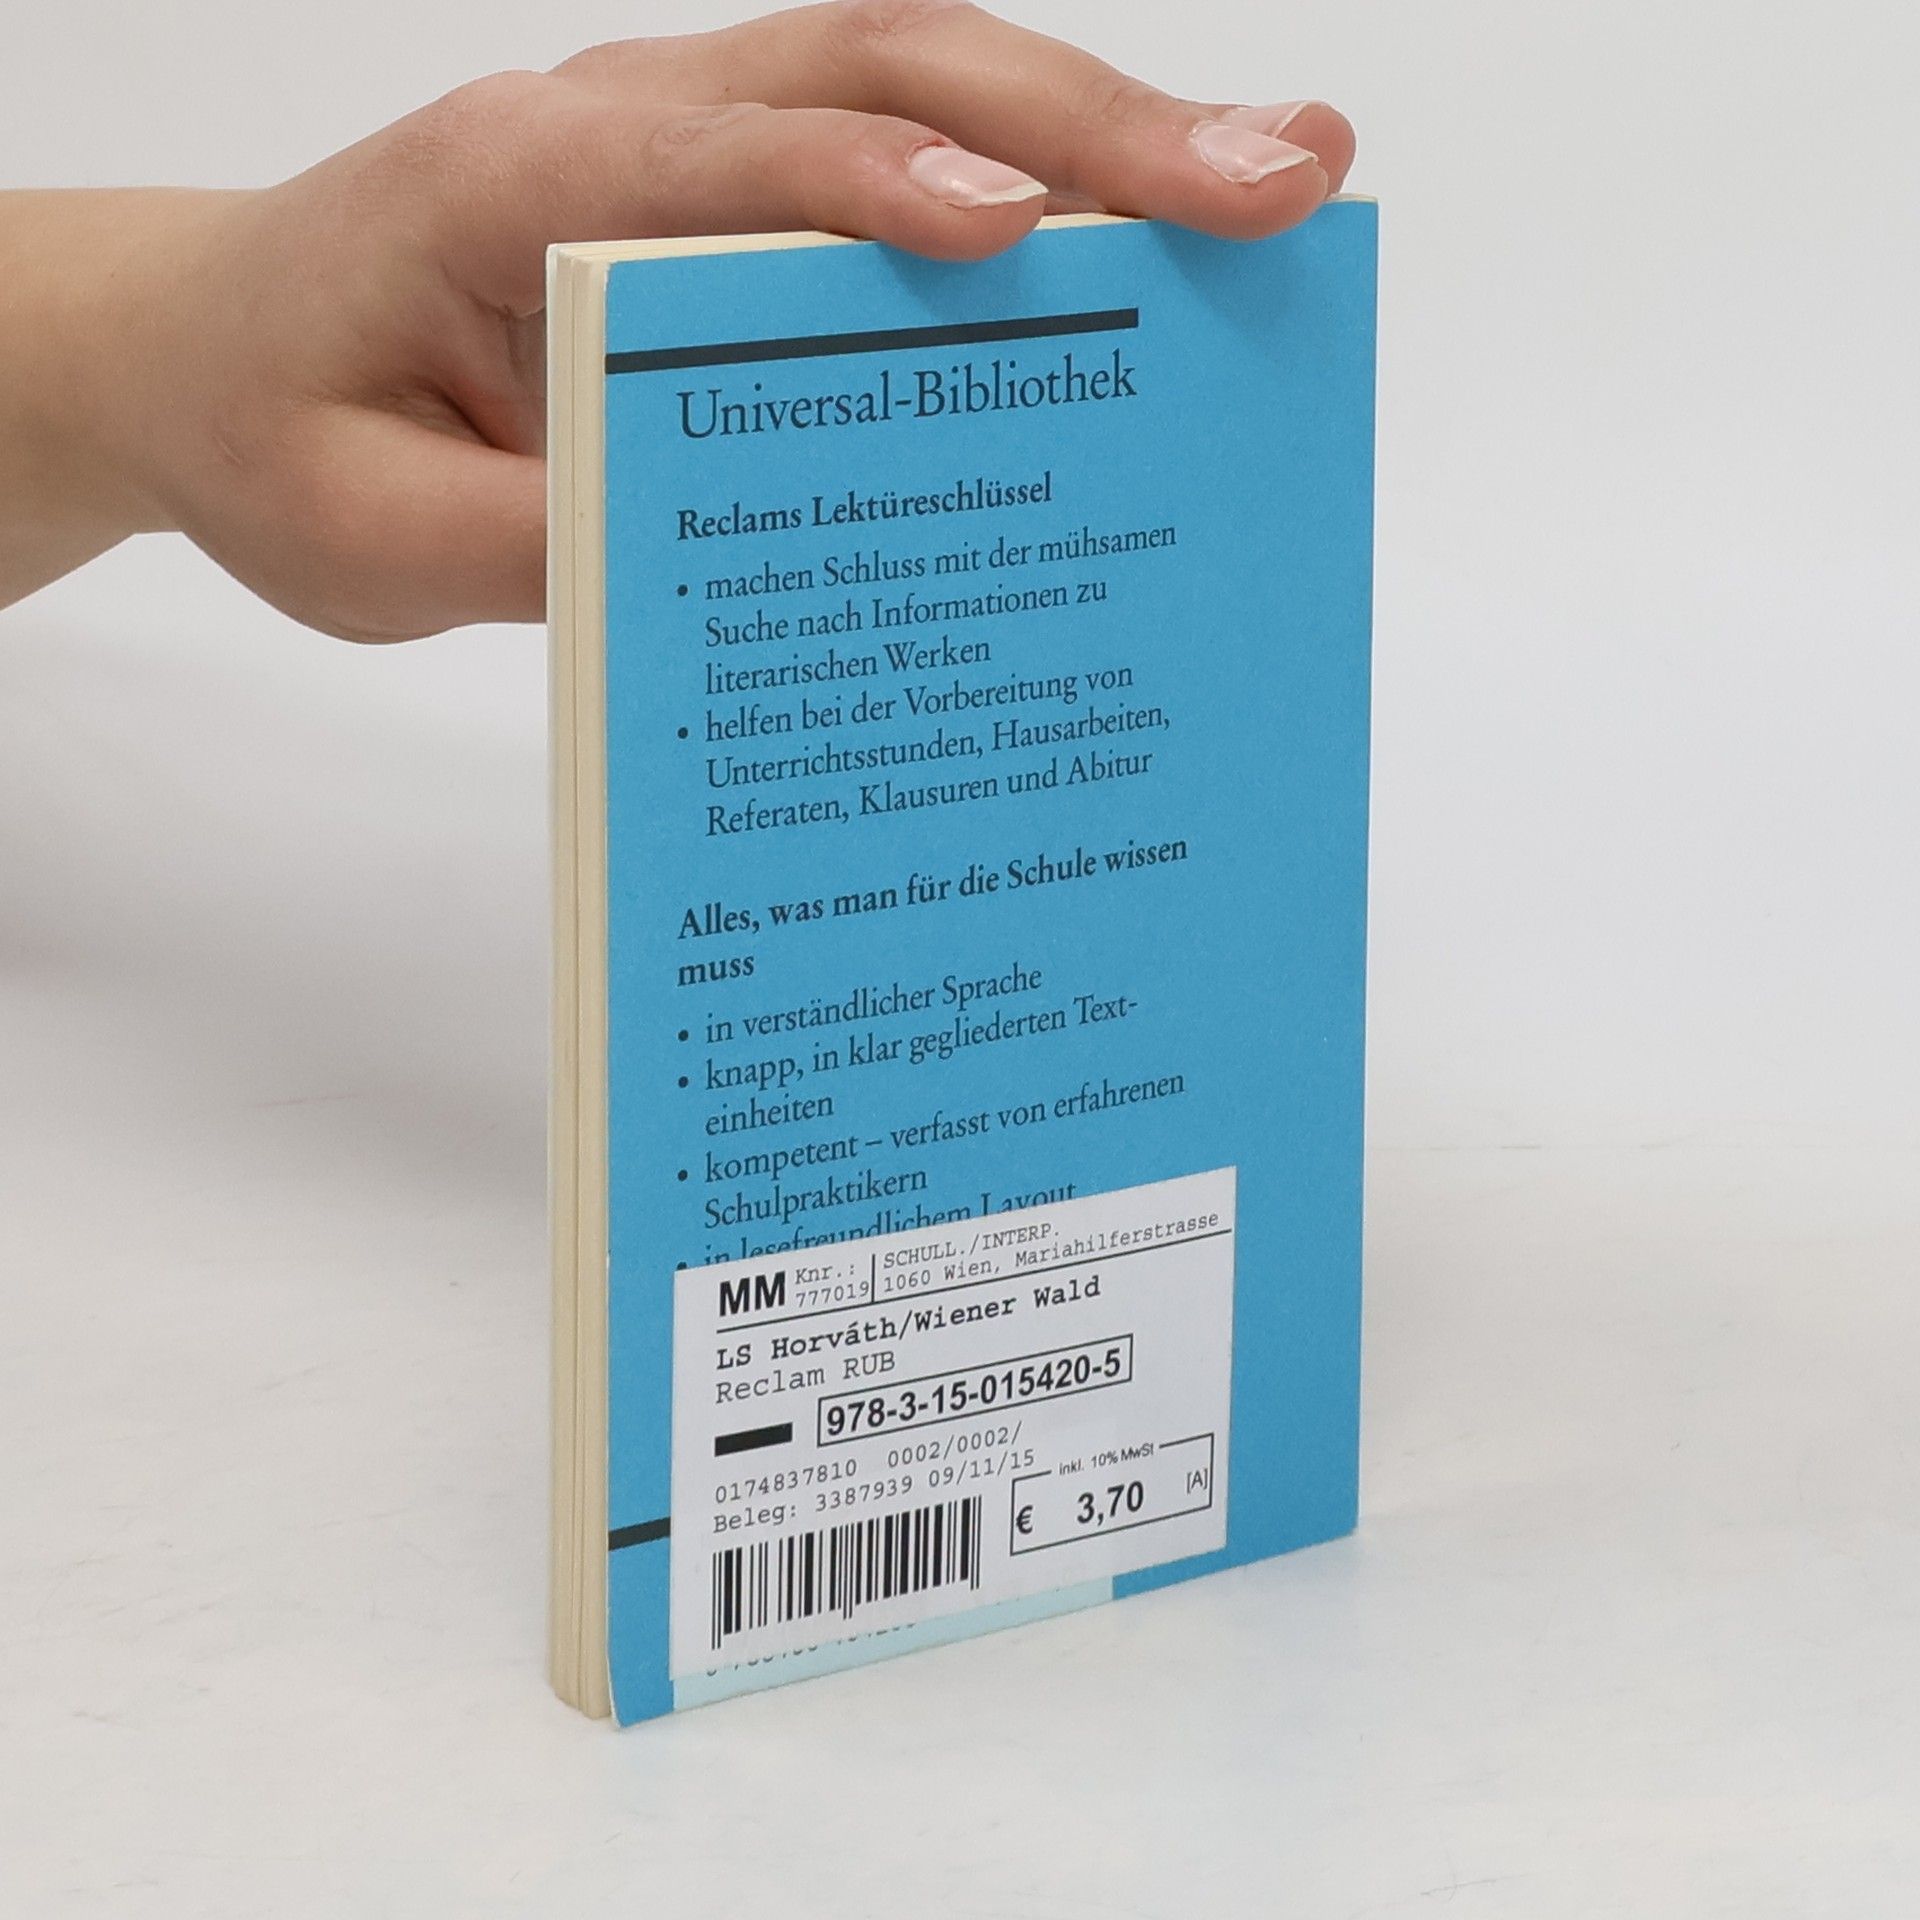 Universal-Bibliothek
Reclams Lektüreschlüssel
• machen Schluss mit der mühsamen
Suche nach Informationen zu
literarischen Werken
• helfen bei der Vorbereitung von
Unterrichtsstunden, Hausarbeiten,
Referaten, Klausuren und Abitur
Alles, was man für die Schule wissen
muss
• in verständlicher Sprache
• knapp, in klar gegliederten Text-
einheiten
• kompetent – verfasst von erfahrenen
Schulpraktikern
• in lesefreundlichem Layout
MM Knr.: SCHULL./INTERP.
777019 1060 Wien, Mariahilferstrasse
LS Horváth/Wiener Wald
Reclam RUB
978-3-15-015420-5
0174837810 0002/0002/
Beleg: 3387939 09/11/15
inkl. 10% MwSt
€ 3,70 [A]